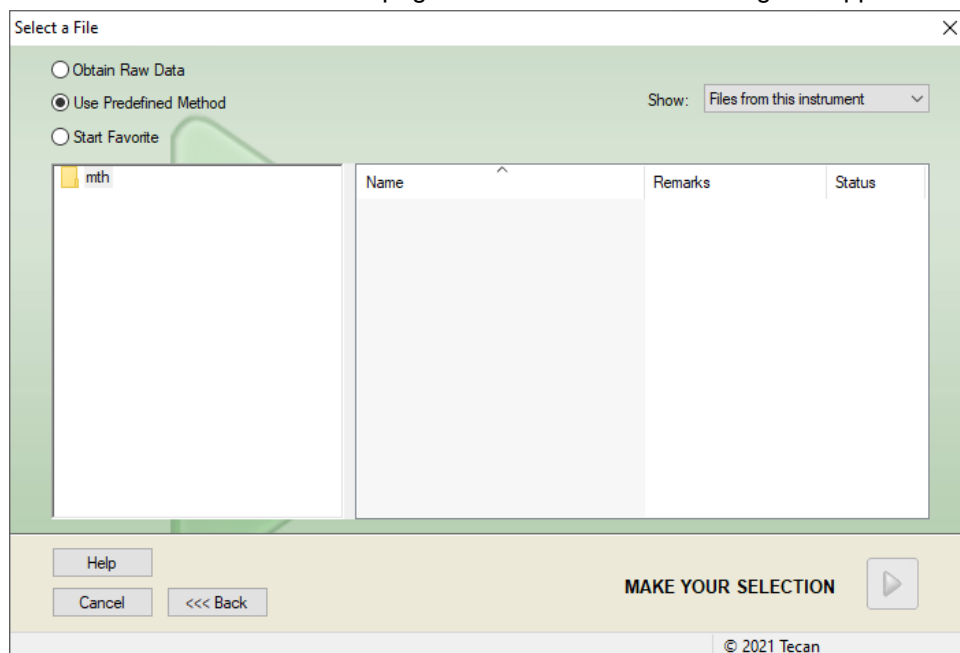 Select a File
Obtain Raw Data
Use Predefined Method
Show: Files from this instrument
Start Favorite
mth
Name Remarks Status
Help
Cancel <<< Back
MAKE YOUR SELECTION
© 2021 Tecan